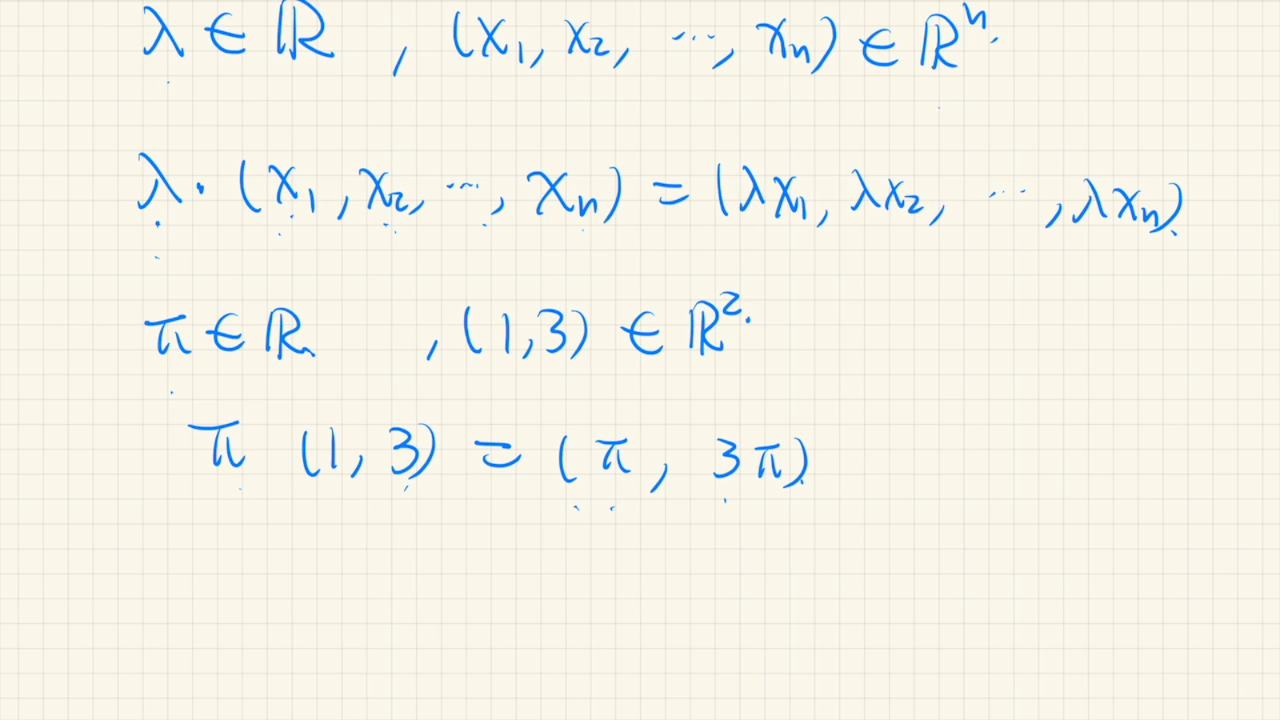 λ ∈ ℝ , (x₁, x₂, ⋯, xₙ) ∈ ℝⁿ.
λ · (x₁, x₂, ⋯, xₙ) = (λx₁, λx₂, ⋯, λxₙ)
π ∈ ℝ , (1,3) ∈ ℝ².
π (1, 3) = (π, 3π)